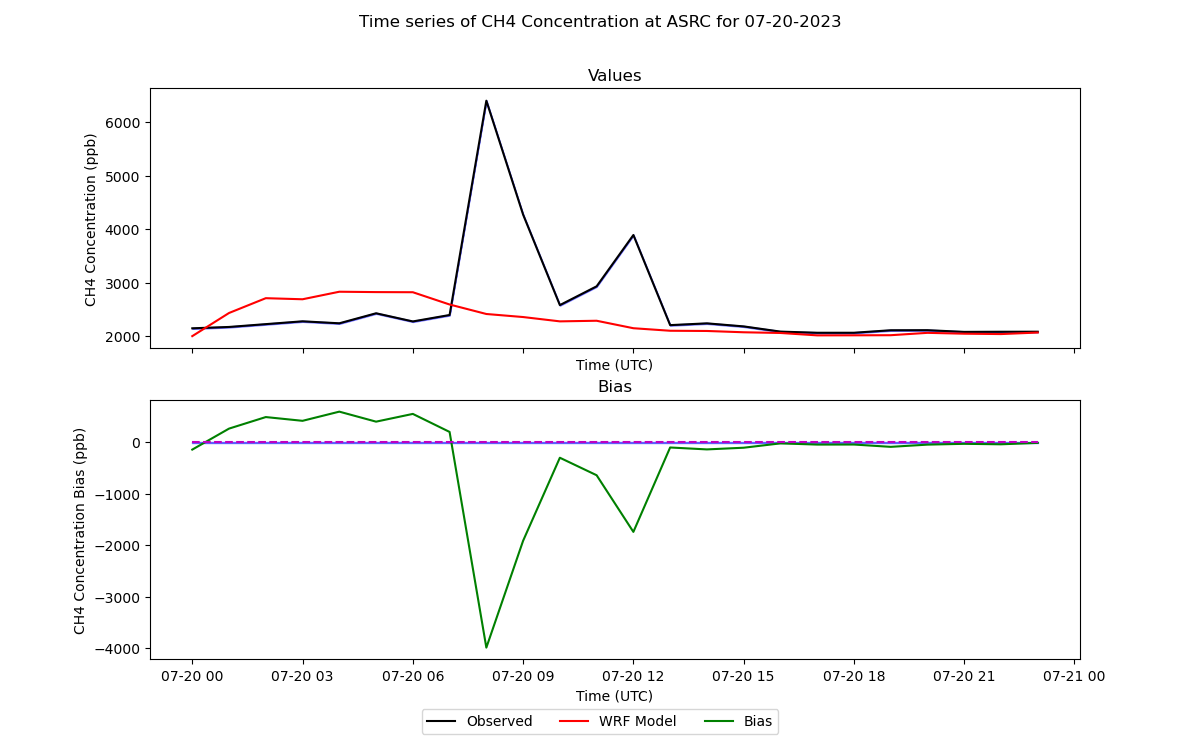 Time series of CH4 Concentration at ASRC for 07-20-2023
Values
CH4 Concentration (ppb)
6000
5000
4000
3000
2000
Time (UTC)
Bias
CH4 Concentration Bias (ppb)
0
−1000
−2000
−3000
−4000
07-20 00 07-20 03 07-20 06 07-20 09 07-20 12 07-20 15 07-20 18 07-20 21 07-21 00
Time (UTC)
Observed WRF Model Bias